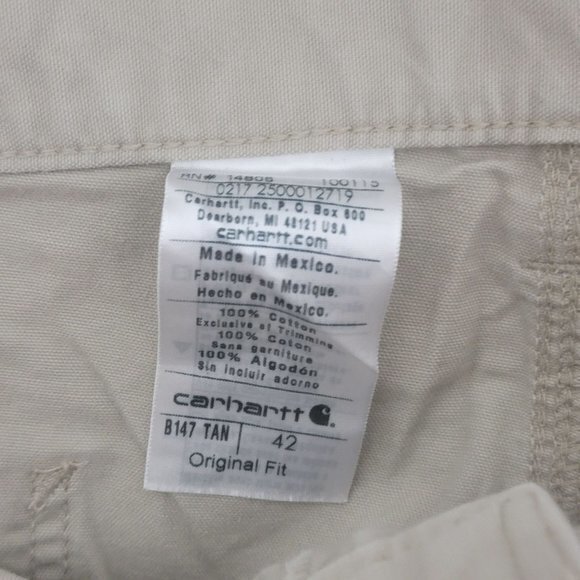 RN# 14806 100115
0217 2500012719
Carhartt, Inc. P.O. Box 600
Dearborn, MI 48121 USA
carhartt.com
Made in Mexico.
Fabriqué au Mexique.
Hecho en Mexico.
100% Cotton
Exclusive of Trimming
100% Coton
Sans garniture
100% Algodón
Sin incluir adorno
carhartt
B147 TAN 42
Original Fit